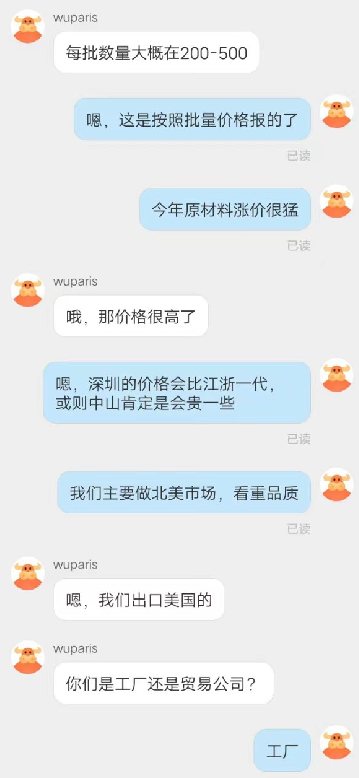 wuparis
每批数量大概在200-500
嗯，这是按照批量价格报的了
已读
今年原材料涨价很猛
已读
wuparis
哦，那价格很高了
嗯，深圳的价格会比江浙一代，
或则中山肯定是会贵一些
已读
我们主要做北美市场，看重品质
已读
wuparis
嗯，我们出口美国的
wuparis
你们是工厂还是贸易公司？
工厂